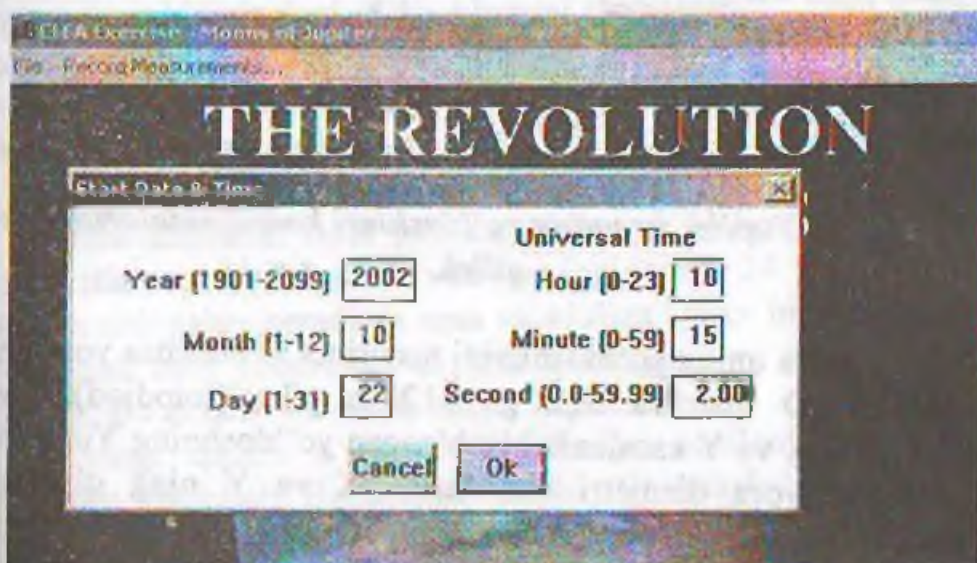 CLEA Exercise - Moons of Jupiter
File Record Measurements...
THE REVOLUTION
Start Date & Time
Universal Time
Year (1901-2099) 2002 Hour (0-23) 10
Month (1-12) 10 Minute (0-59) 15
Day (1-31) 22 Second (0.0-59.99) 2.00
Cancel Ok